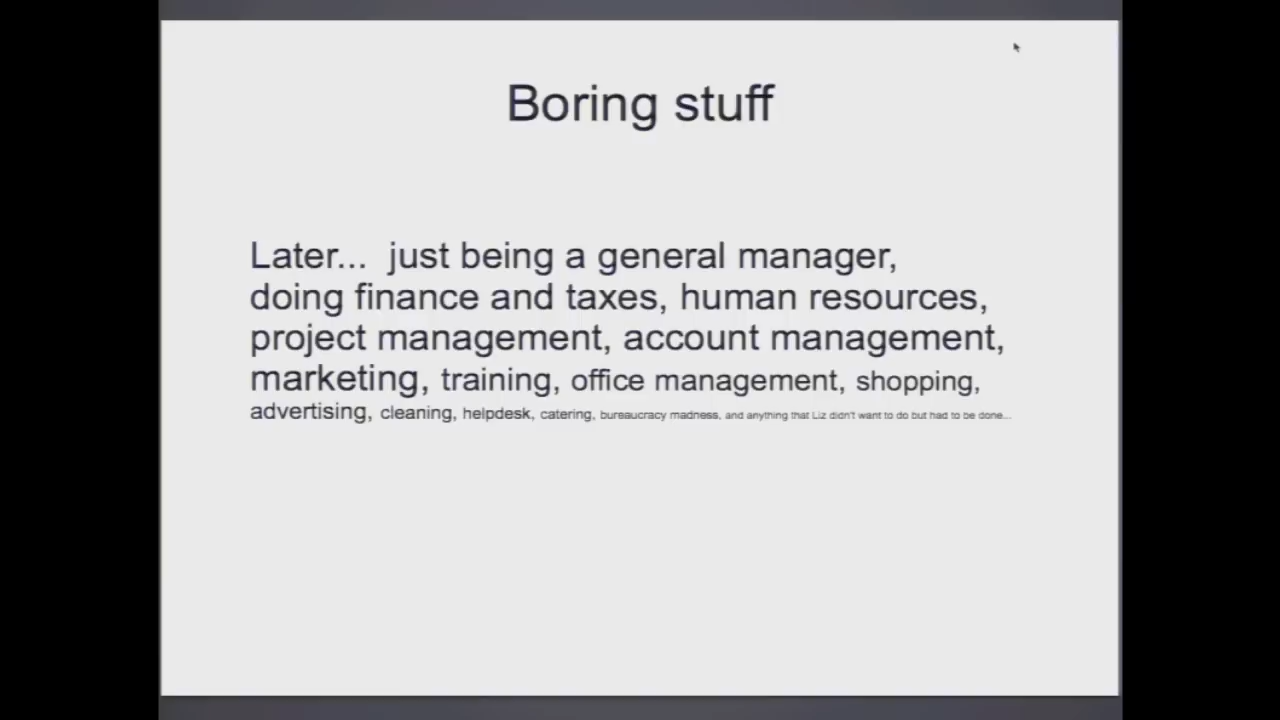 Boring stuff
Later... just being a general manager,
doing finance and taxes, human resources,
project management, account management,
marketing, training, office management, shopping,
advertising, cleaning, helpdesk, catering, bureaucracy madness, and anything that Liz didn't want to do but had to be done...